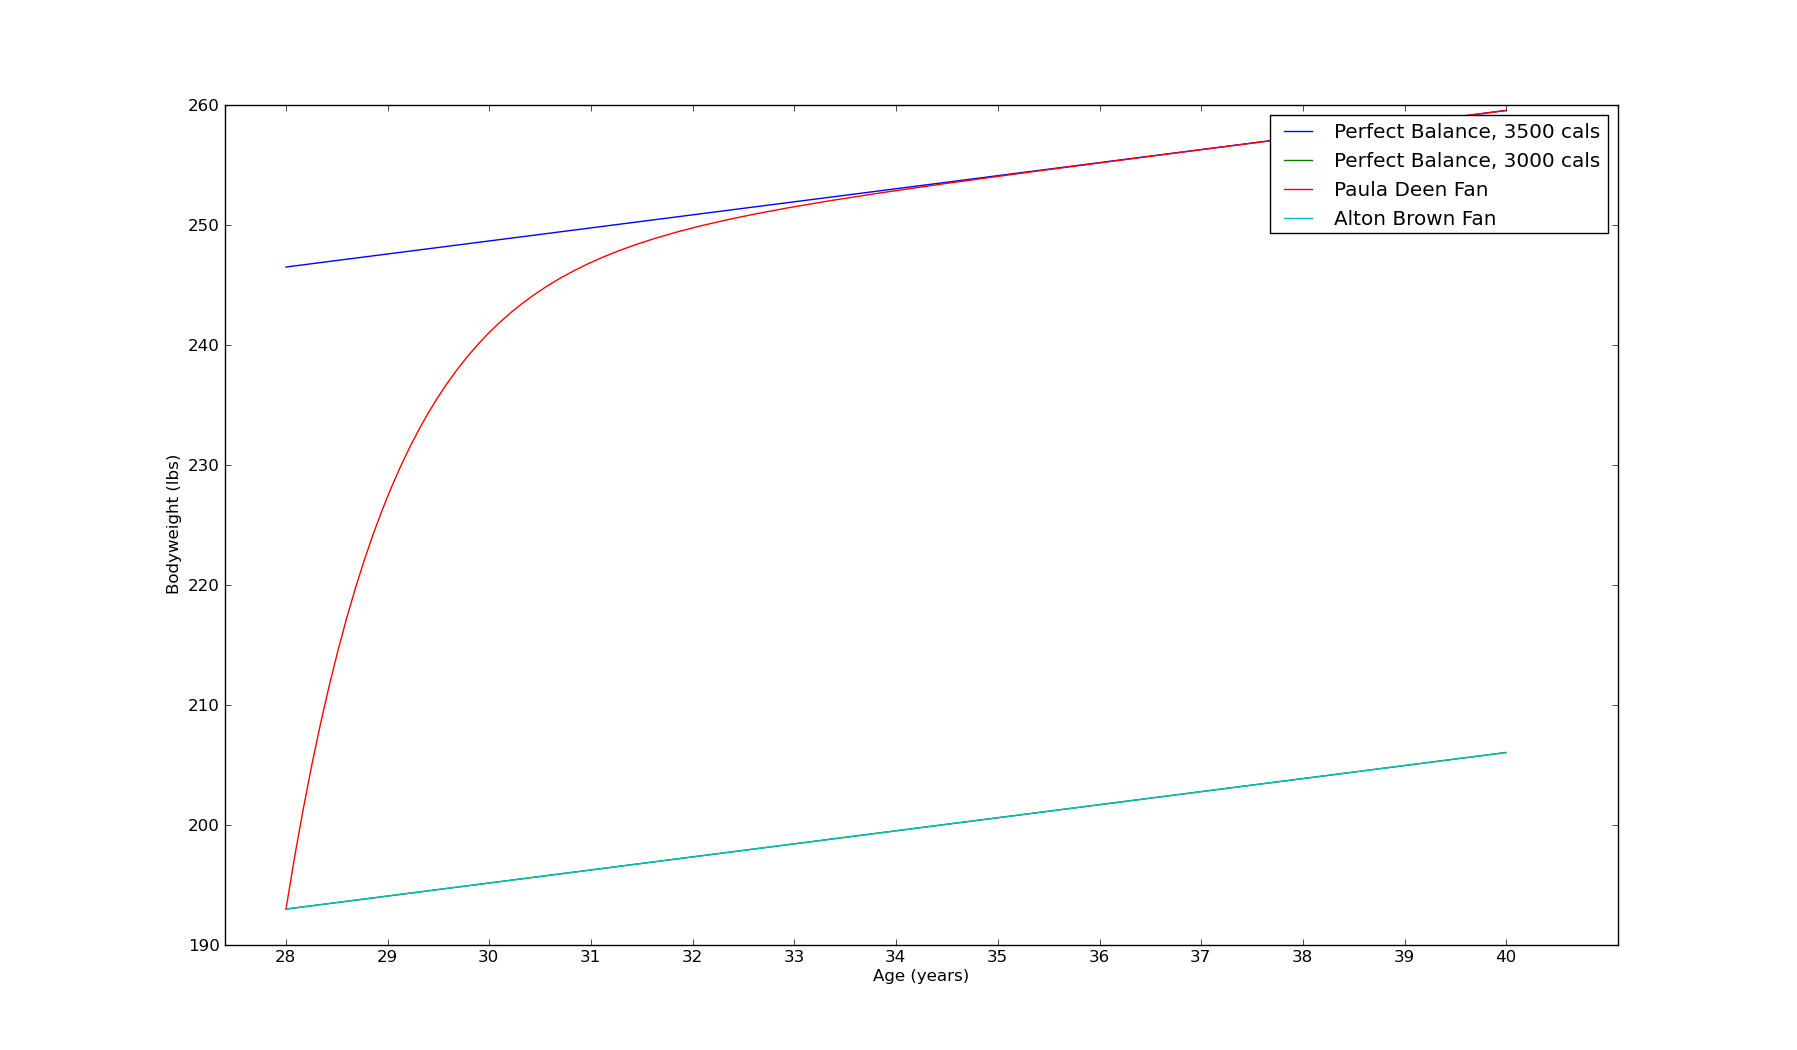 260
250
240
230
220
210
200
190
Bodyweight (lbs)
Perfect Balance, 3500 cals
Perfect Balance, 3000 cals
Paula Deen Fan
Alton Brown Fan
28 29 30 31 32 33 34 35 36 37 38 39 40
Age (years)